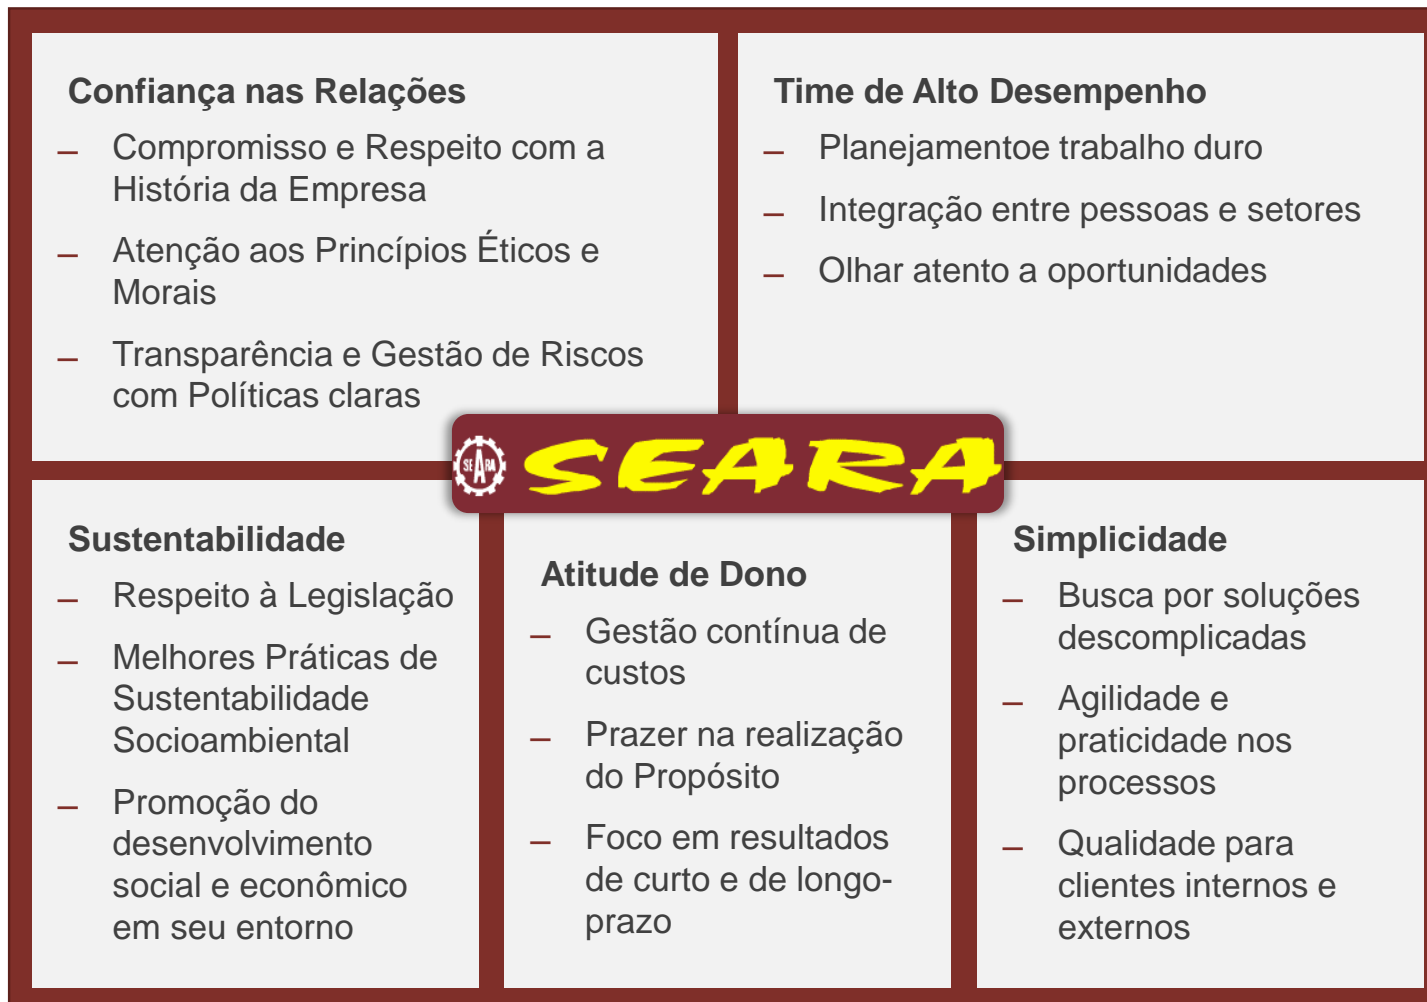 Confiança nas Relações
– Compromisso e Respeito com a
História da Empresa
– Atenção aos Princípios Éticos e
Morais
– Transparência e Gestão de Riscos
com Políticas claras
Time de Alto Desempenho
– Planejamentoe trabalho duro
– Integração entre pessoas e setores
– Olhar atento a oportunidades
SEARA SEARA
Sustentabilidade
– Respeito à Legislação
– Melhores Práticas de
Sustentabilidade
Socioambiental
– Promoção do
desenvolvimento
social e econômico
em seu entorno
Atitude de Dono
– Gestão contínua de
custos
– Prazer na realização
do Propósito
– Foco em resultados
de curto e de longo-
prazo
Simplicidade
– Busca por soluções
descomplicadas
– Agilidade e
praticidade nos
processos
– Qualidade para
clientes internos e
externos